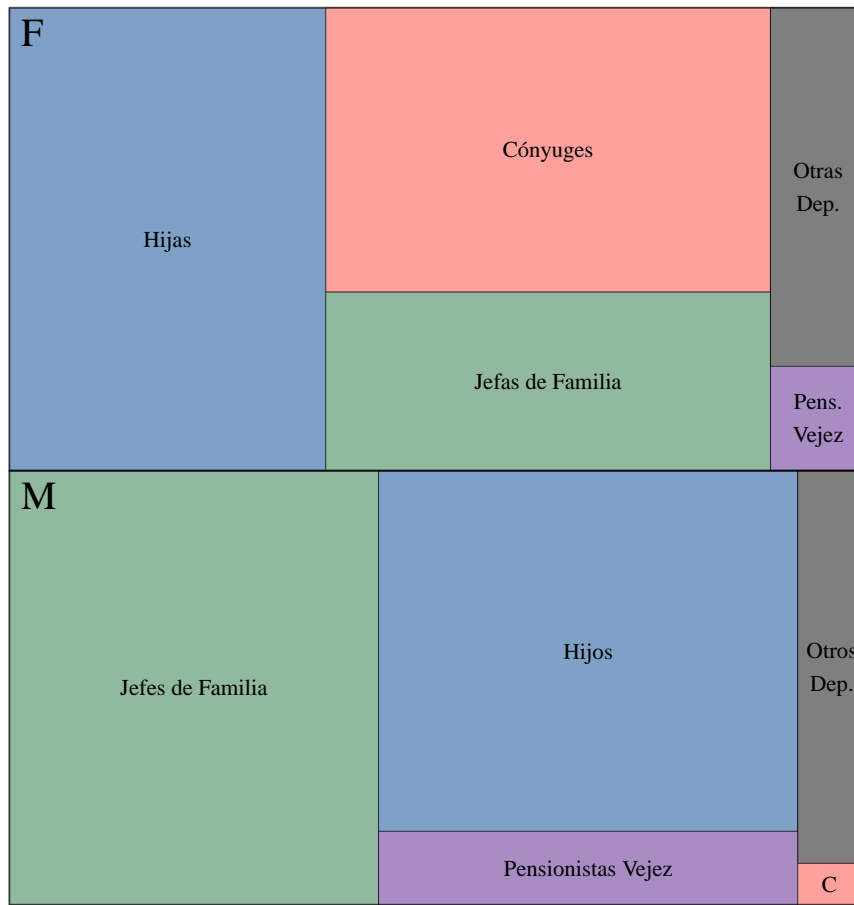 F
Hijas
Cónyuges
Jefas de Familia
Otras
Dep.
Pens.
Vejez
M
Jefes de Familia
Hijos
Pensionistas Vejez
Otros
Dep.
C